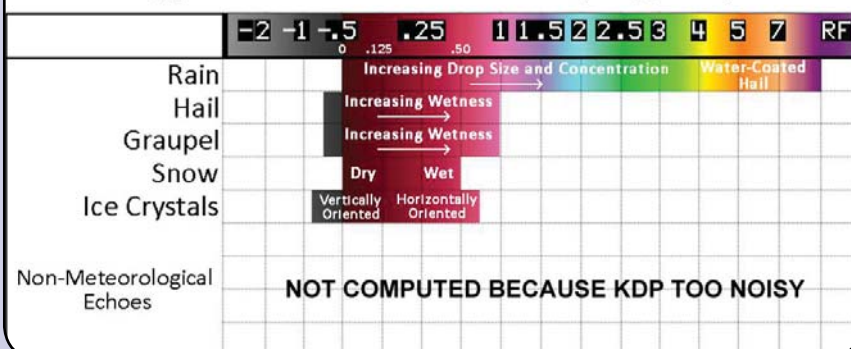 -2 -1 -.5 .25 1 1.5 2 2.5 3 4 5 7 RF
0 .125 .50
Rain Increasing Drop Size and Concentration Water-Coated
Hail
Hail Increasing Wetness
Graupel Increasing Wetness
Snow Dry Wet
Ice Crystals Vertically Oriented Horizontally Oriented
Non-Meteorological
Echoes
NOT COMPUTED BECAUSE KDP TOO NOISY